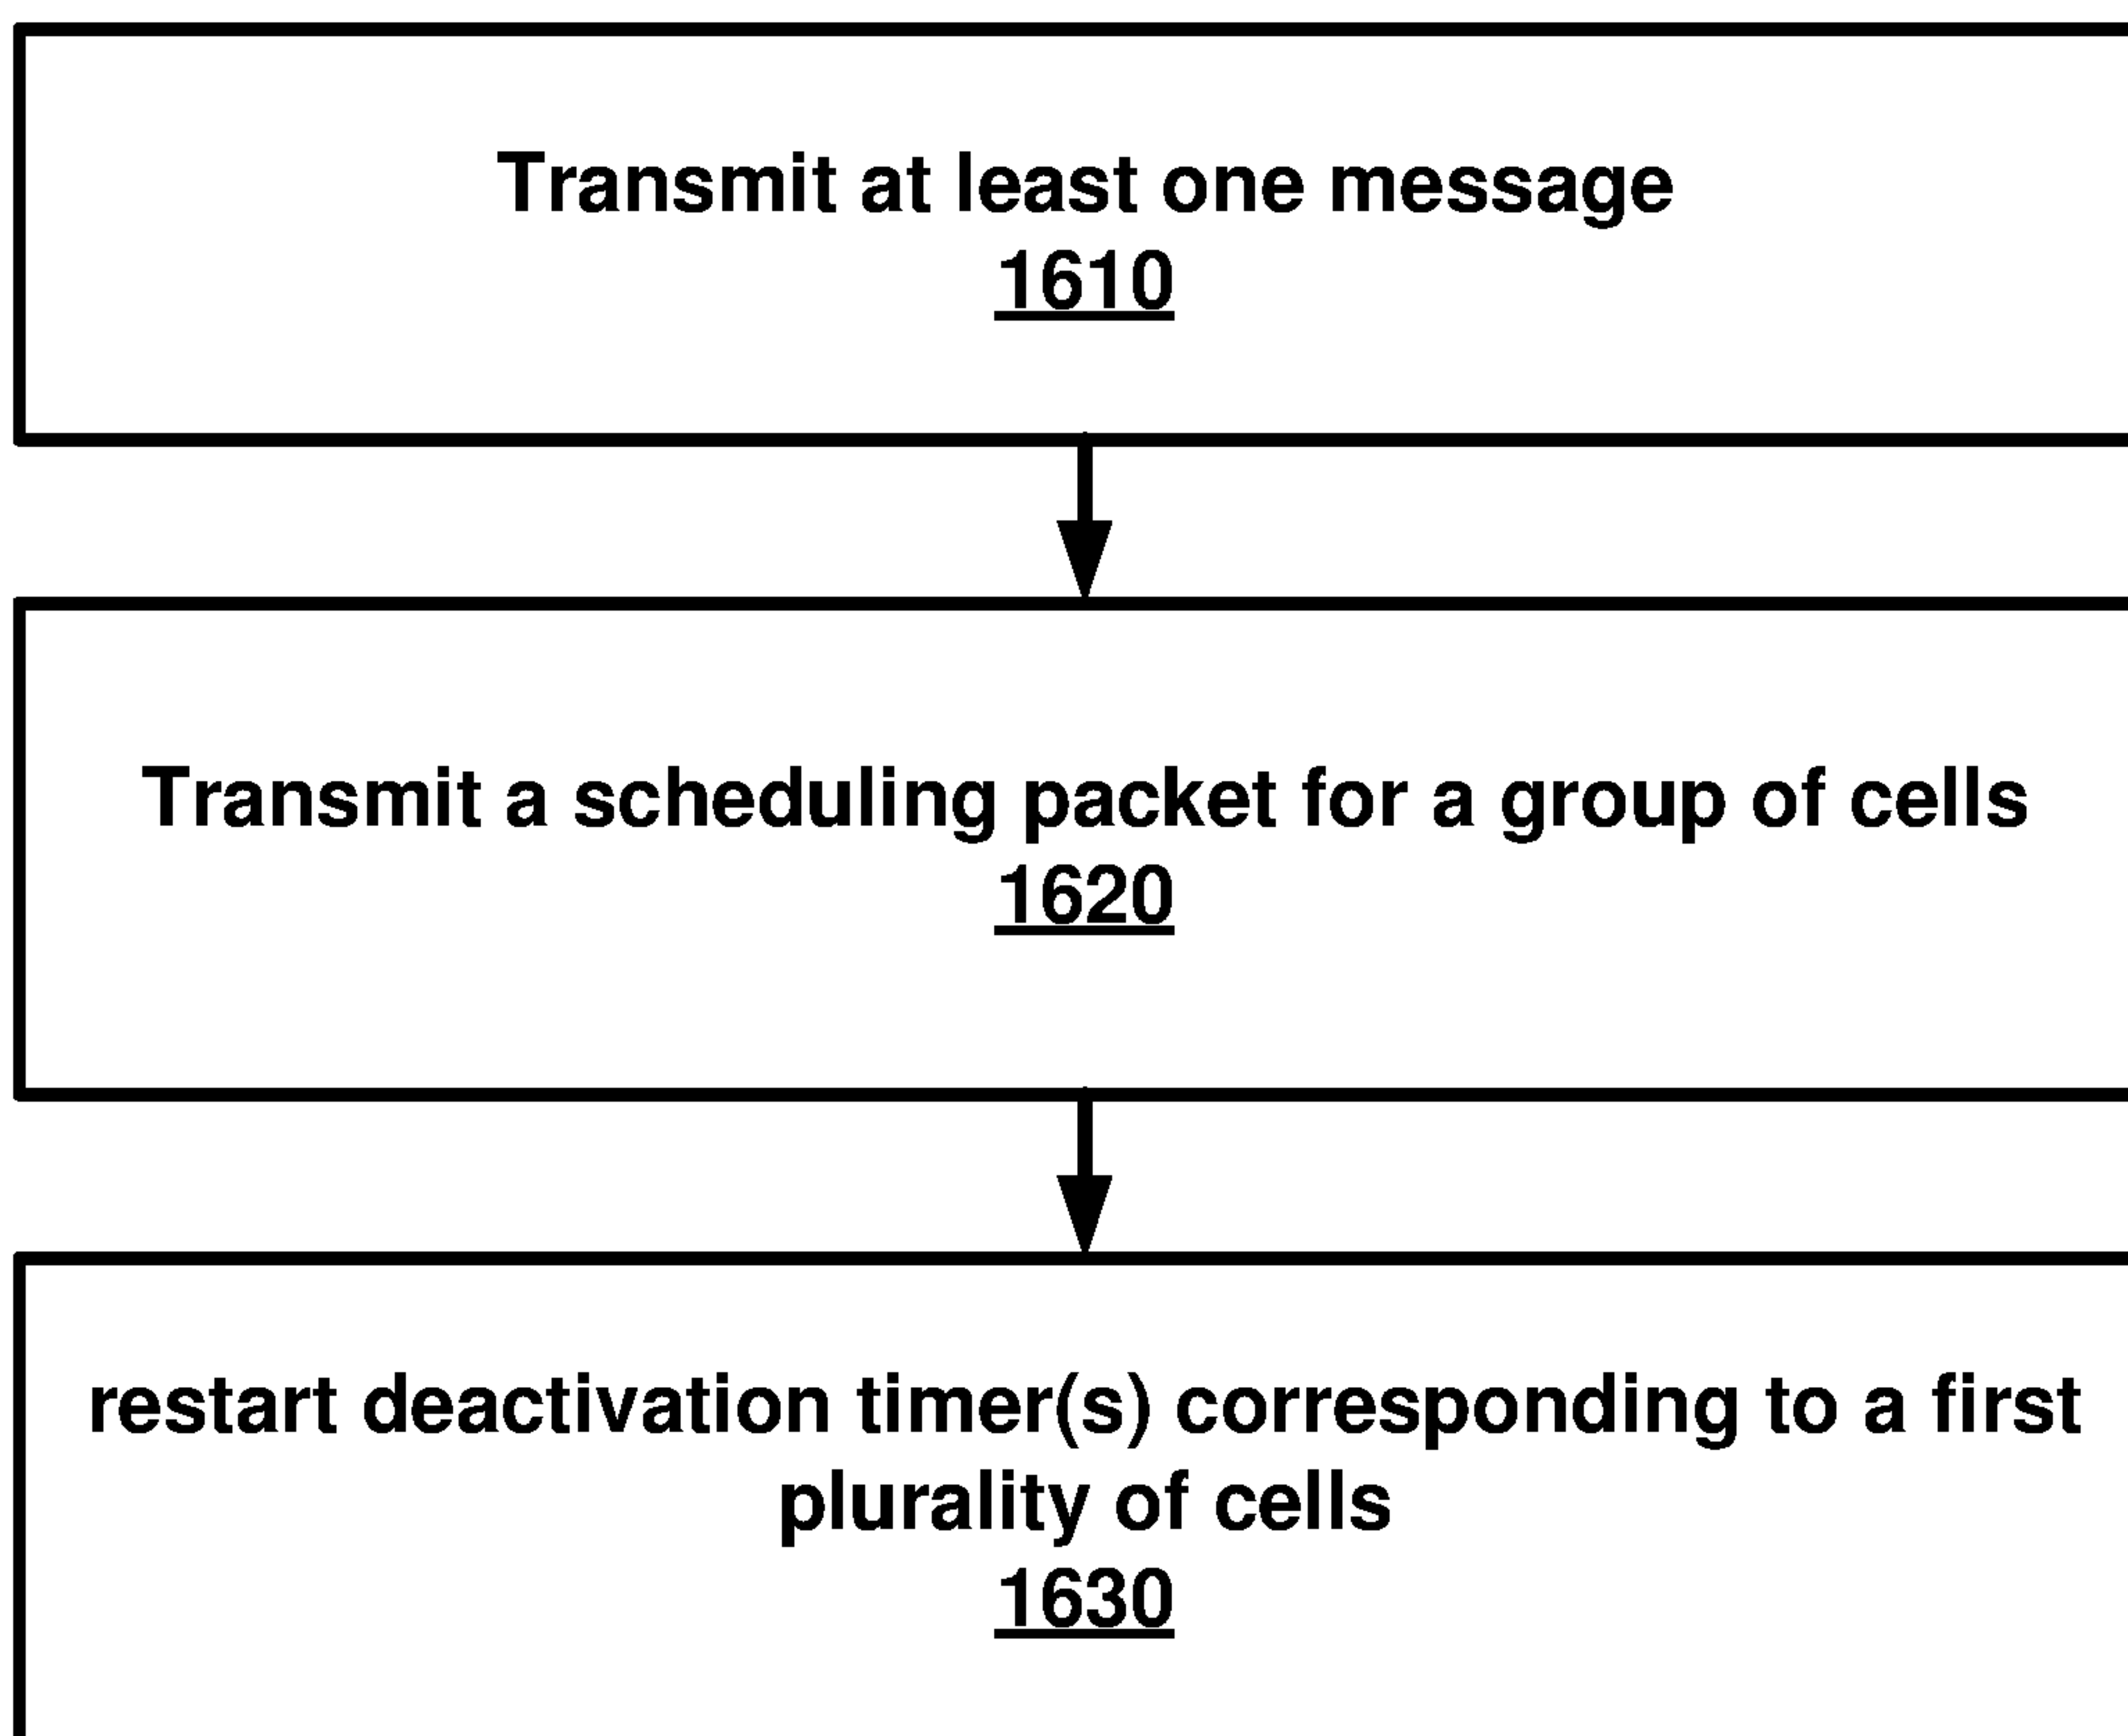 Transmit at least one message
1610
Transmit a scheduling packet for a group of cells
1620
restart deactivation timer(s) corresponding to a first
plurality of cells
1630